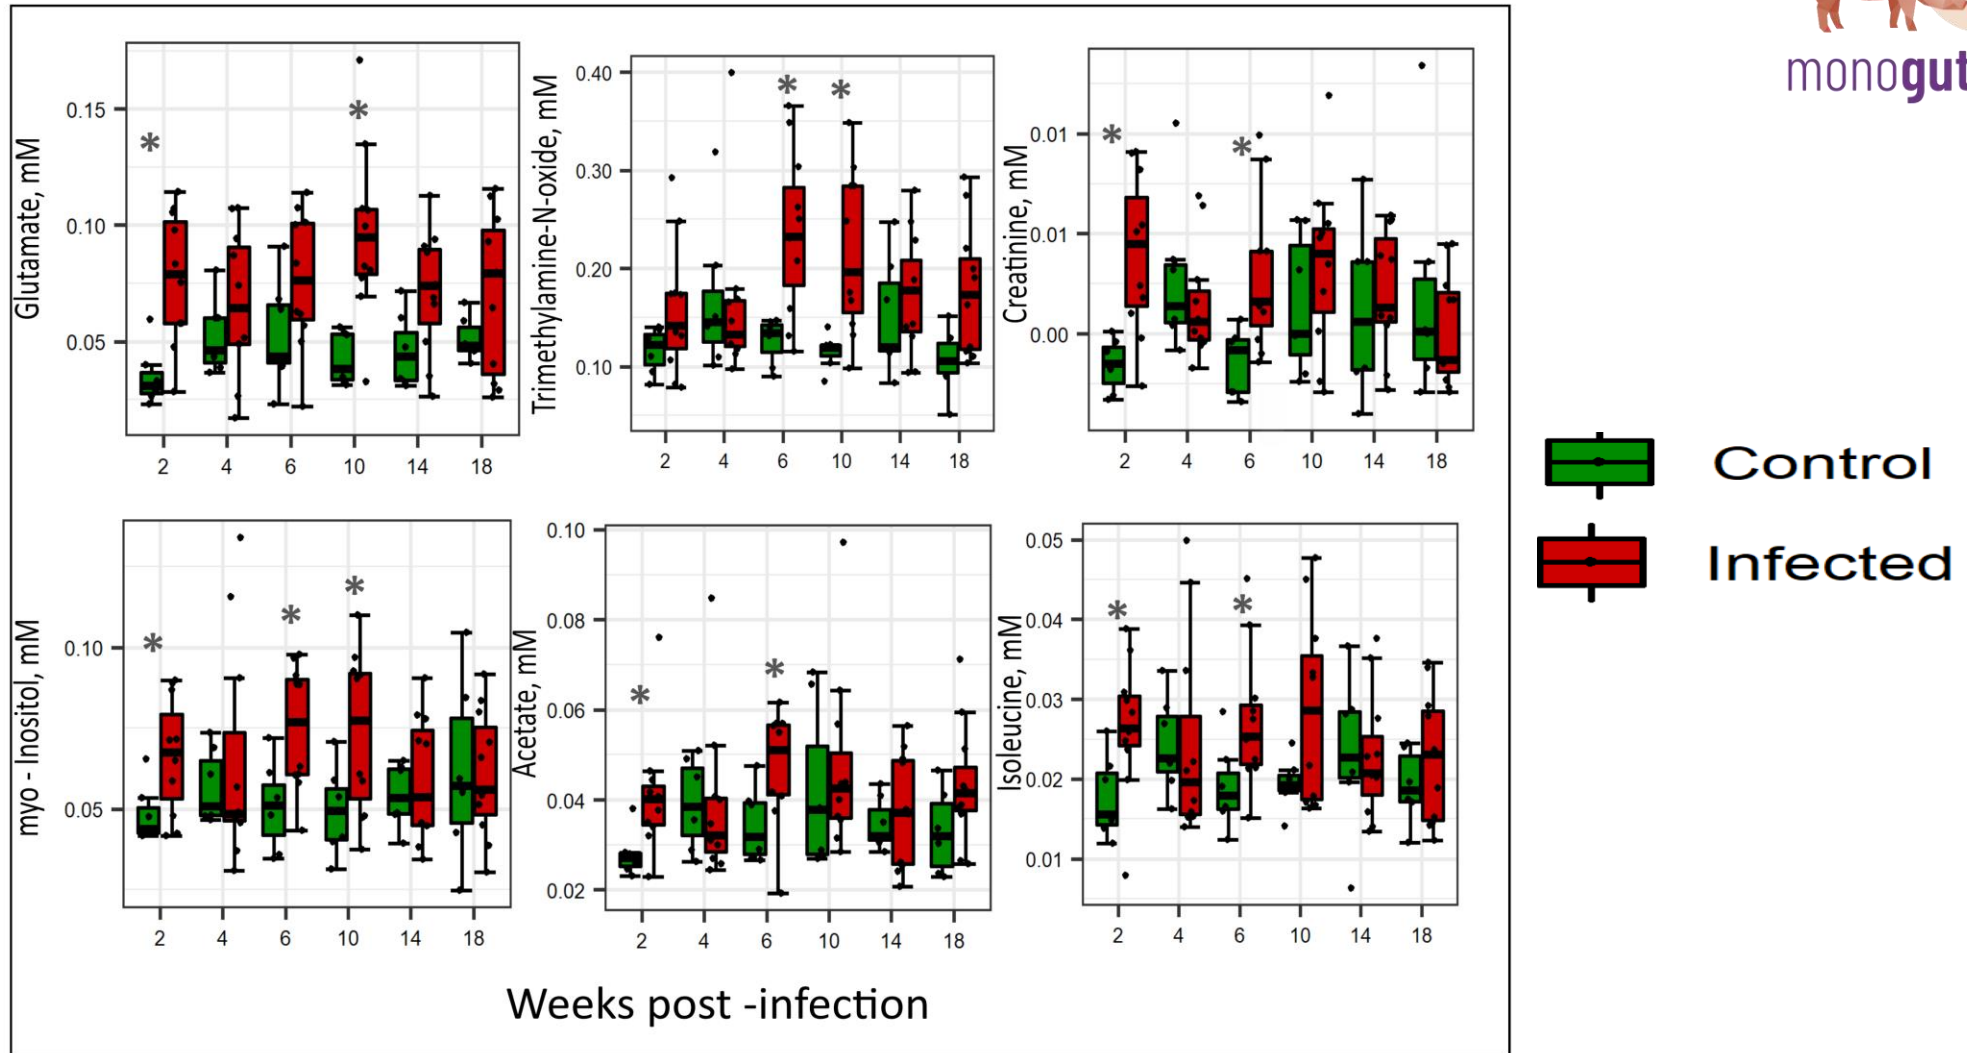 monogut
Glutamate, mM
0.15
0.10
0.05
*
*
2 4 6 10 14 18
Trimethylamine-N-oxide, mM
0.40
0.30
0.20
0.10
*
*
2 4 6 10 14 18
Creatinine, mM
0.01
0.01
0.00
*
*
2 4 6 10 14 18
Control
Infected
myo - Inositol, mM
0.10
0.05
*
*
*
2 4 6 10 14 18
Acetate, mM
0.10
0.08
0.06
0.04
0.02
*
*
2 4 6 10 14 18
Isoleucine, mM
0.05
0.04
0.03
0.02
0.01
*
*
2 4 6 10 14 18
Weeks post -infection